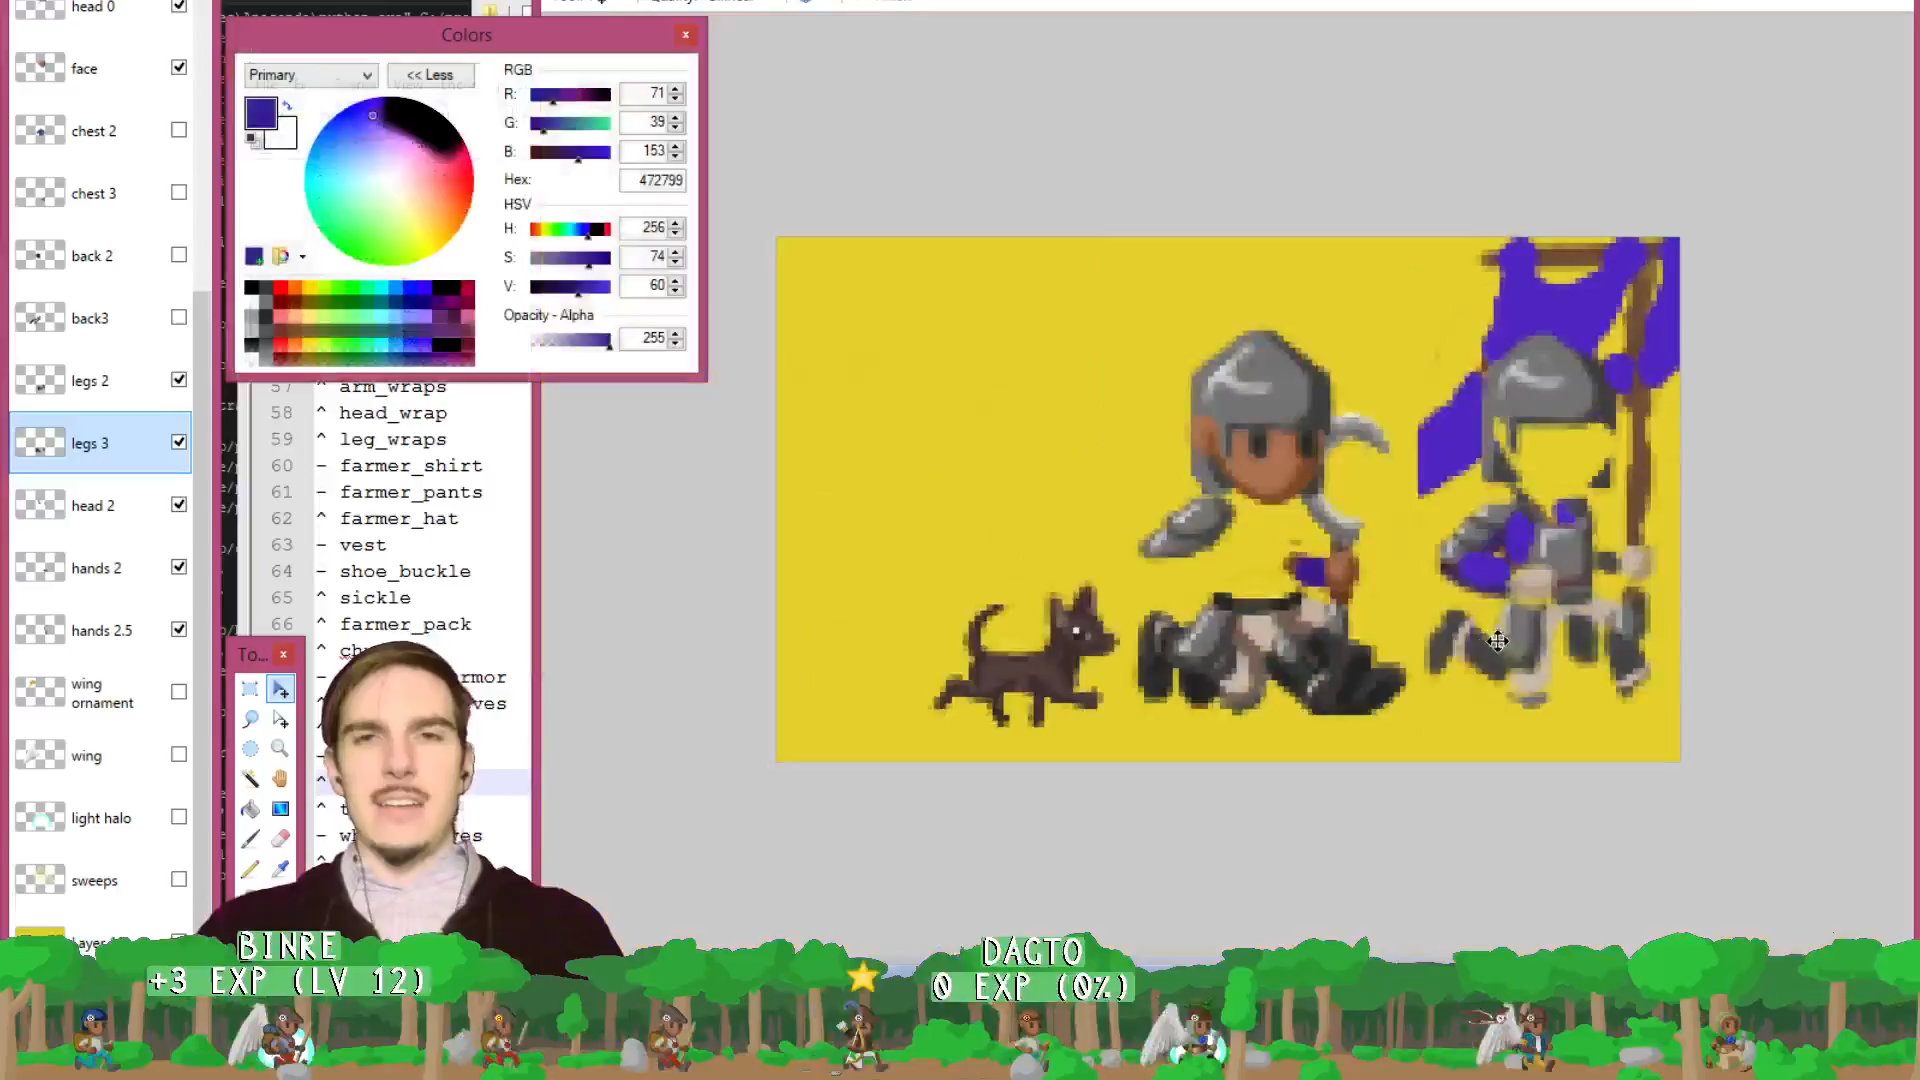 head 0
face
chest 2
chest 3
back 2
back3
legs 2
legs 3
head 2
hands 2
hands 2.5
wing
ornament
wing
light halo
sweeps
Colors
Primary
<< Less
RGB
R: 71
G: 39
B: 153
Hex: 472799
HSV
H: 256
S: 74
V: 60
Opacity - Alpha
255
57 ^ arm_wraps
58 ^ head_wrap
59 ^ leg_wraps
60 - farmer_shirt
61 - farmer_pants
62 ^ farmer_hat
63 - vest
64 - shoe_buckle
65 ^ sickle
66 ^ farmer_pack
To...
BINRE
+3 EXP (LV 12)
DAGTO
0 EXP (0%)